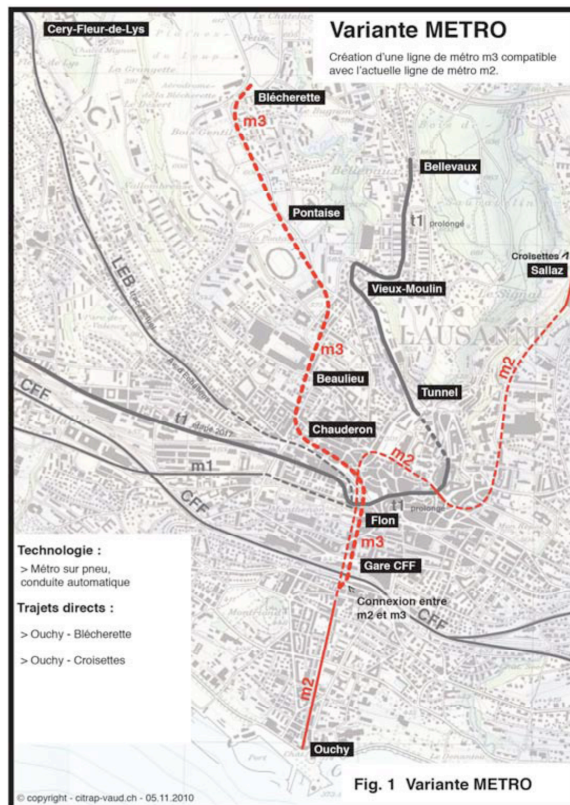 Cery-Fleur-de-Lys
Variante METRO
Création d'une ligne de métro m3 compatible
avec l'actuelle ligne de métro m2.
Blécherette
m3
Bellevaux
Pontaise
t1 prolongé
Croisettes
Sallaz
Vieux-Moulin
LEB
LAUSANNE
m3
m2
Beaulieu
Tunnel
CFF
t1
Chauderon
m2
m1
CFF
t1
prolongé
Flon
m3
Technologie :
> Métro sur pneu,
conduite automatique
Gare CFF
Trajets directs :
Connexion entre
m2 et m3
CFF
> Ouchy - Blécherette
> Ouchy - Croisettes
m2
Ouchy
Fig. 1 Variante METRO
© copyright - citrap-vaud.ch - 05.11.2010